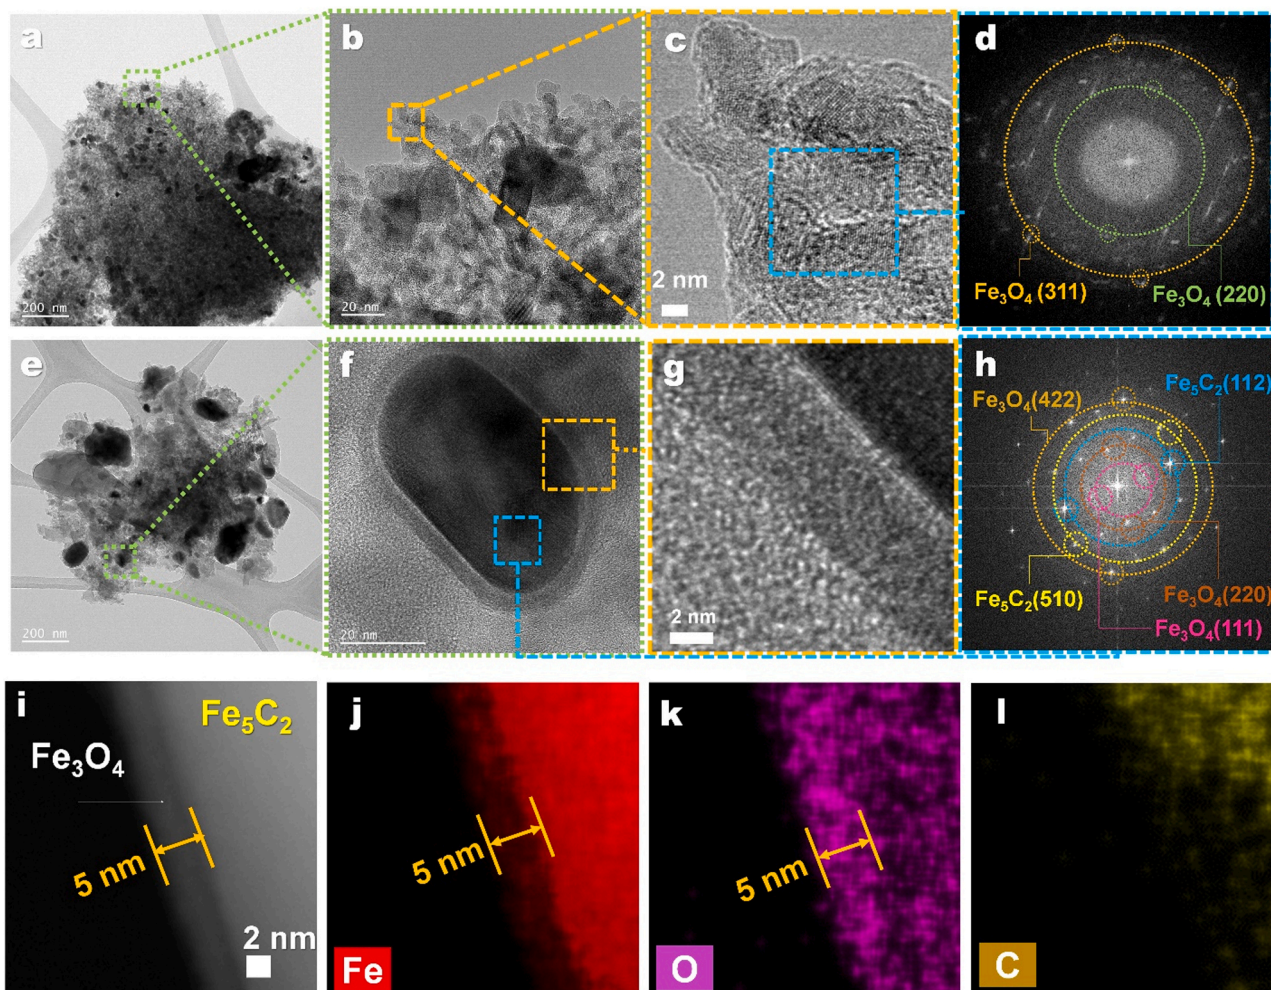 a
b
c
d
200 nm
20 nm
2 nm
Fe₃O₄ (311)
Fe₃O₄ (220)
e
f
g
h
200 nm
20 nm
2 nm
Fe₃O₄(422)
Fe₅C₂(112)
Fe₅C₂(510)
Fe₃O₄(220)
Fe₃O₄(111)
i
j
k
l
Fe₅C₂
Fe₃O₄
5 nm
2 nm
5 nm
Fe
5 nm
O
C